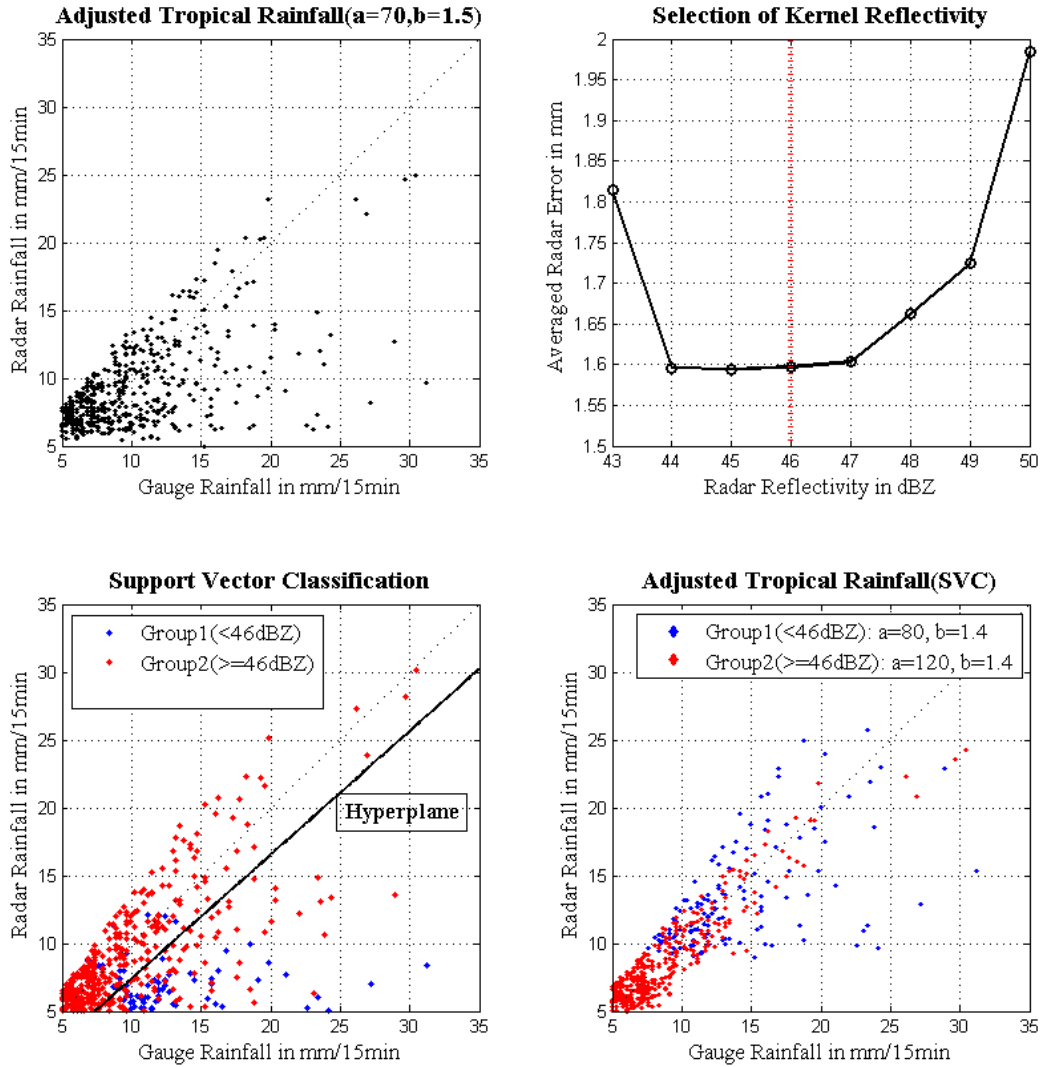 Adjusted Tropical Rainfall(a=70,b=1.5)
35
30
25
20
15
10
5
5 10 15 20 25 30 35
Radar Rainfall in mm/15min
Gauge Rainfall in mm/15min
Selection of Kernel Reflectivity
2
1.95
1.9
1.85
1.8
1.75
1.7
1.65
1.6
1.55
1.5
43 44 45 46 47 48 49 50
Averaged Radar Error in mm
Radar Reflectivity in dBZ
Support Vector Classification
35
30
25
20
15
10
5
5 10 15 20 25 30 35
Group1(<46dBZ)
Group2(>=46dBZ)
Hyperplane
Radar Rainfall in mm/15min
Gauge Rainfall in mm/15min
Adjusted Tropical Rainfall(SVC)
35
30
25
20
15
10
5
5 10 15 20 25 30 35
Group1(<46dBZ): a=80, b=1.4
Group2(>=46dBZ): a=120, b=1.4
Radar Rainfall in mm/15min
Gauge Rainfall in mm/15min